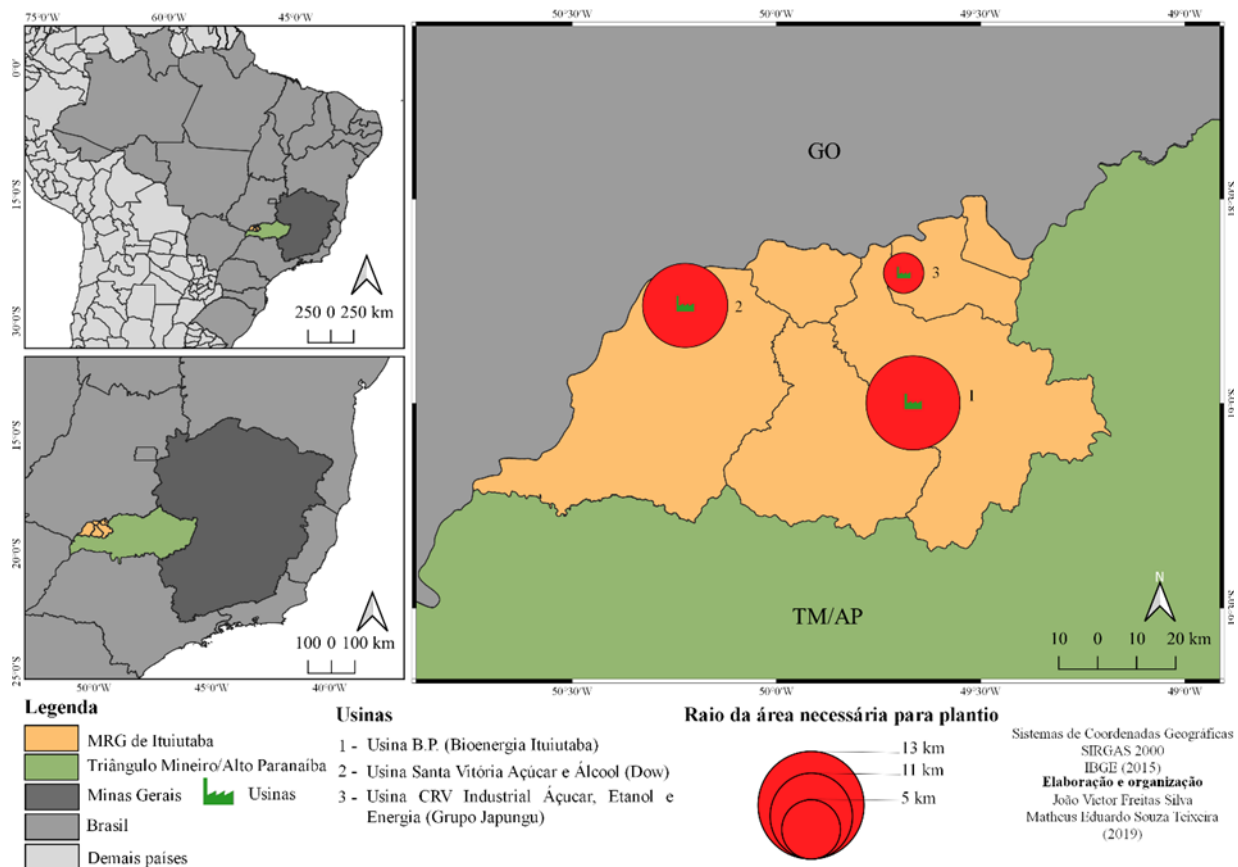 75°0'0"W 60°0'W 45°0'W
0°0'
15°0'S
30°0'S
250 0 250 km
15°0'S
20°0'S
25°0'S
100 0 100 km
50°0'W 45°0'W 40°0'W
50°30'W 50°0'W 49°30'W 49°0'W
GO
2
3
1
TM/AP
N
10 0 10 20 km
50°30'W 50°0'W 49°30'W 49°0'W
Legenda
MRG de Ituiutaba
Triângulo Mineiro/Alto Paranaíba
Minas Gerais
Usinas
Brasil
Demais países
Usinas
1 - Usina B.P. (Bioenergia Ituiutaba)
2 - Usina Santa Vitória Açúcar e Álcool (Dow)
3 - Usina CRV Industrial Áçucar, Etanol e
Energia (Grupo Japungu)
Raio da área necessária para plantio
13 km
11 km
5 km
Sistemas de Coordenadas Geográficas
SIRGAS 2000
IBGE (2015)
Elaboração e organização
João Victor Freitas Silva
Matheus Eduardo Souza Teixeira
(2019)